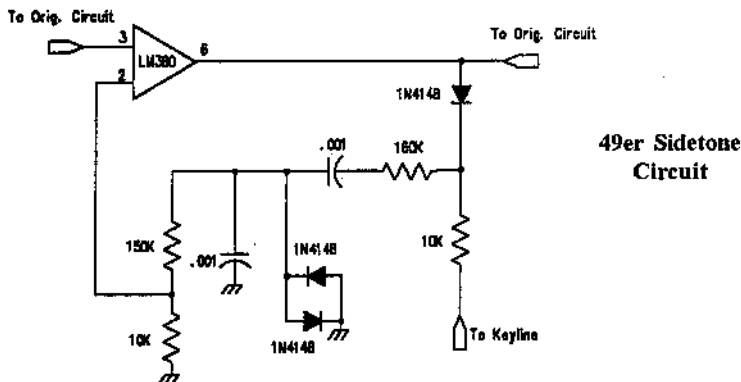 To Orig. Circuit
3
6
LM380
2
To Orig. Circuit
1N4148
.001
160K
49er Sidetone
Circuit
150K
.001
1N4148
10K
10K
1N4148
To Keyline